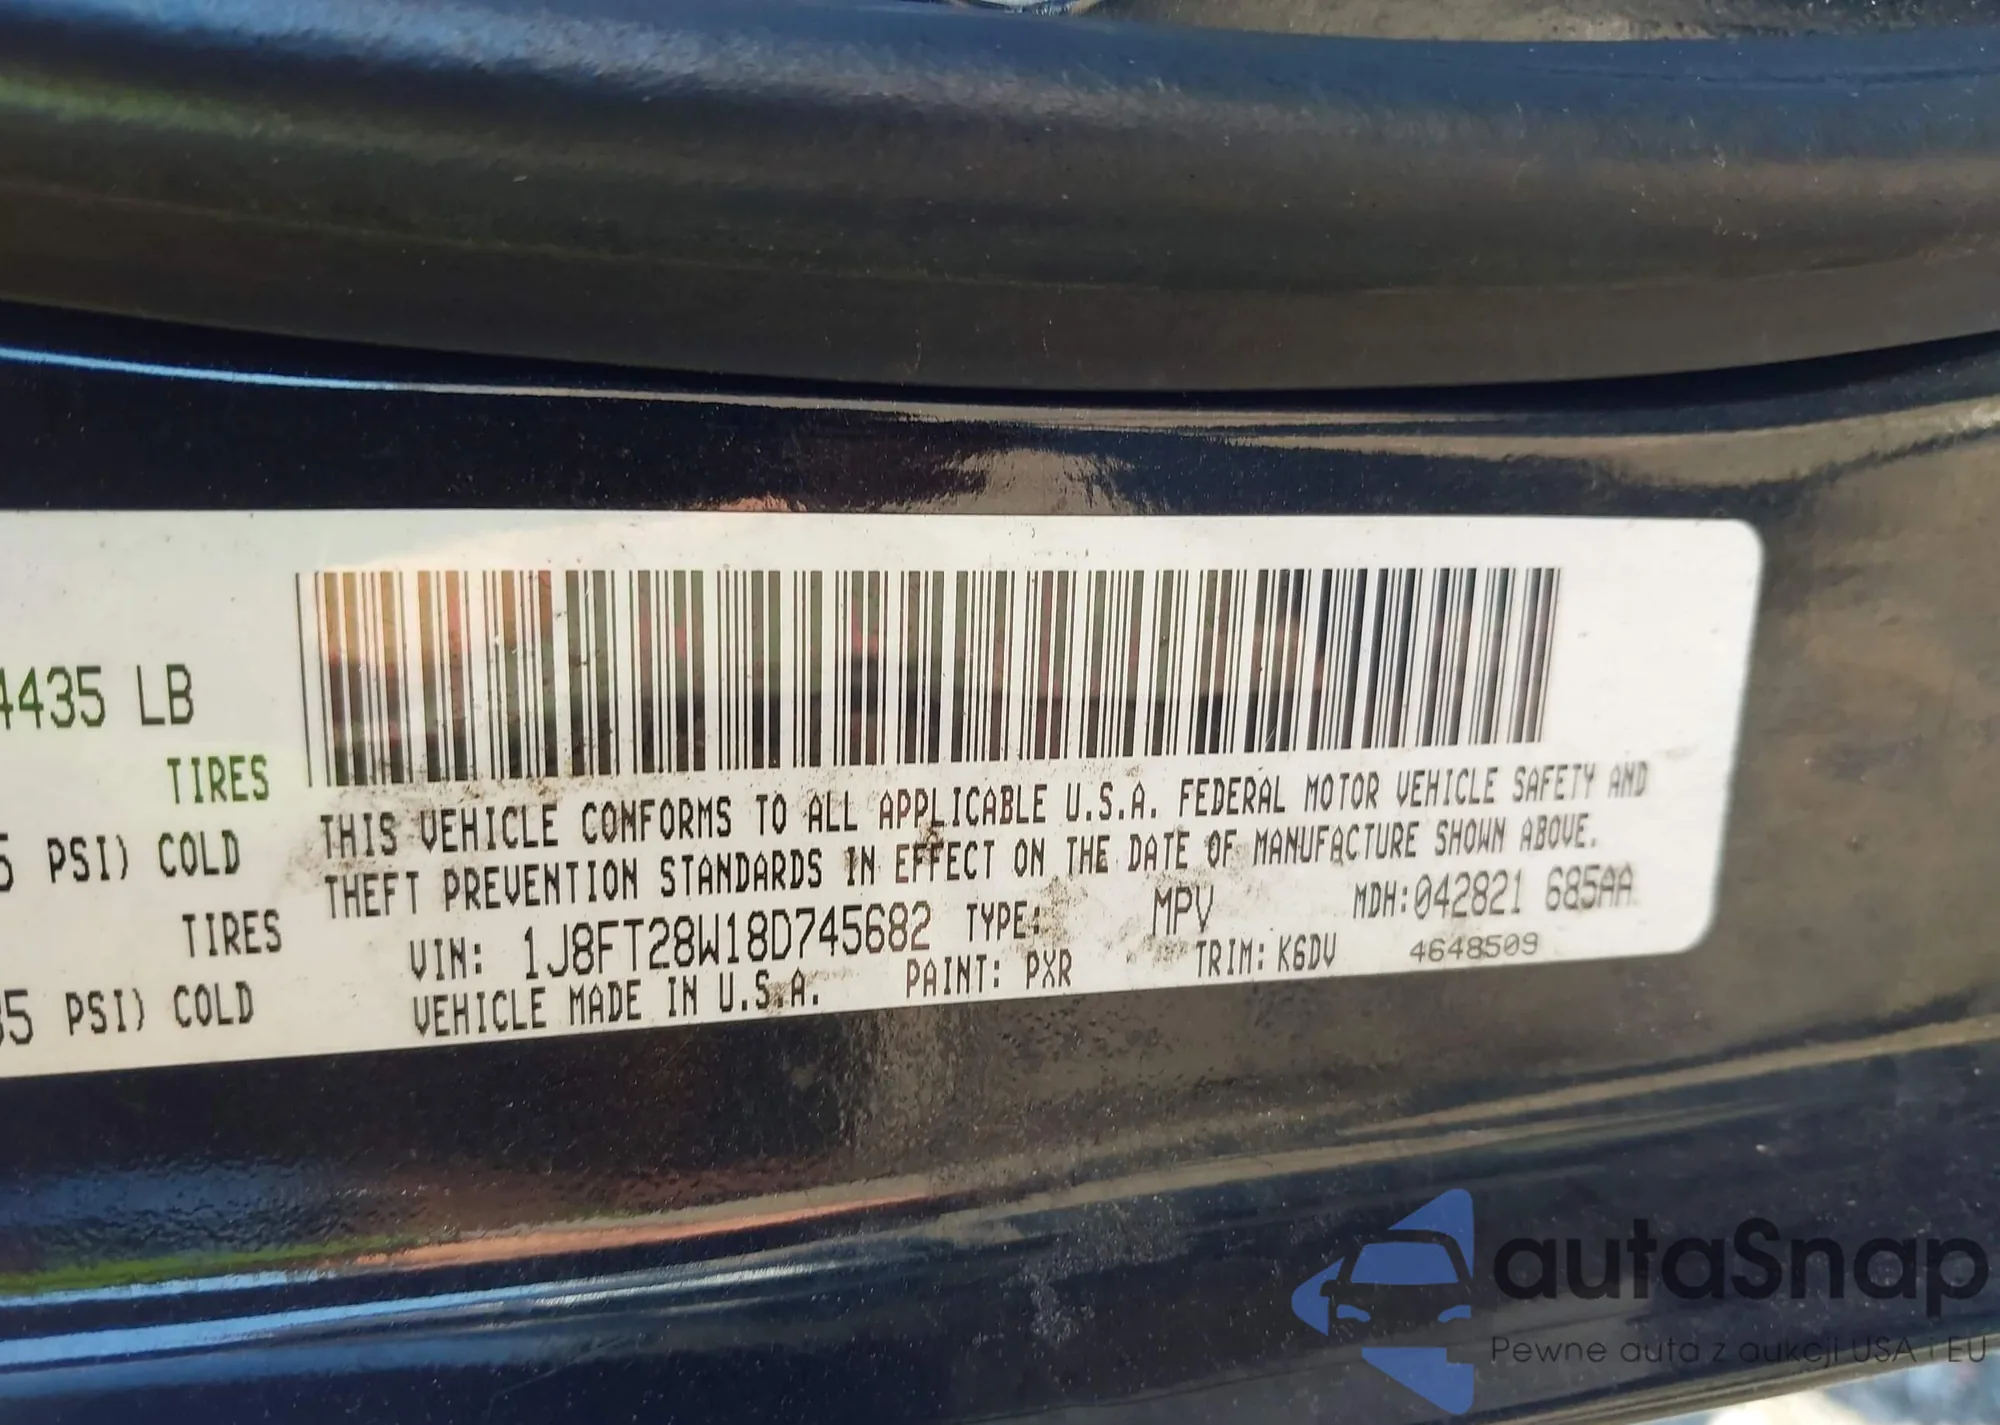 4435 LB
TIRES
5 PSI) COLD
TIRES
35 PSI) COLD
THIS VEHICLE CONFORMS TO ALL APPLICABLE U.S.A. FEDERAL MOTOR VEHICLE SAFETY AND
THEFT PREVENTION STANDARDS IN EFFECT ON THE DATE OF MANUFACTURE SHOWN ABOVE.
VIN: 1J8FT28W18D745682 TYPE: MPV MDH:042821 685AA
VEHICLE MADE IN U.S.A. PAINT: PXR TRIM: K6DV 4648509
autaSnap
Pewne auta z aukcji USA i EU